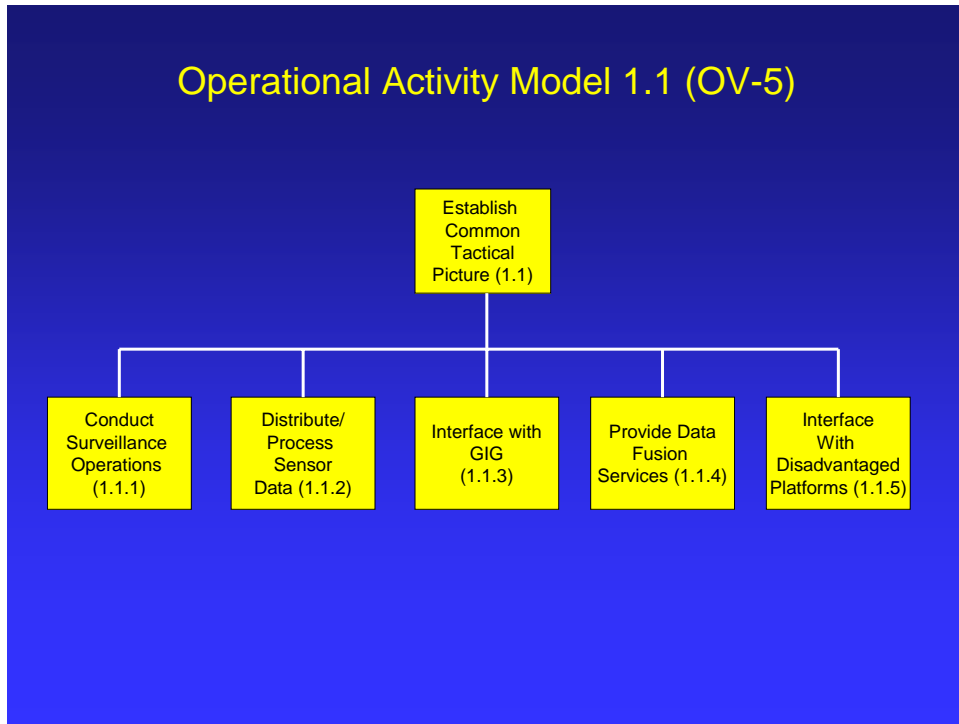 Operational Activity Model 1.1 (OV-5)
Establish
Common
Tactical
Picture (1.1)
Conduct
Surveillance
Operations
(1.1.1)
Distribute/
Process
Sensor
Data (1.1.2)
Interface with
GIG
(1.1.3)
Provide Data
Fusion
Services (1.1.4)
Interface
With
Disadvantaged
Platforms (1.1.5)